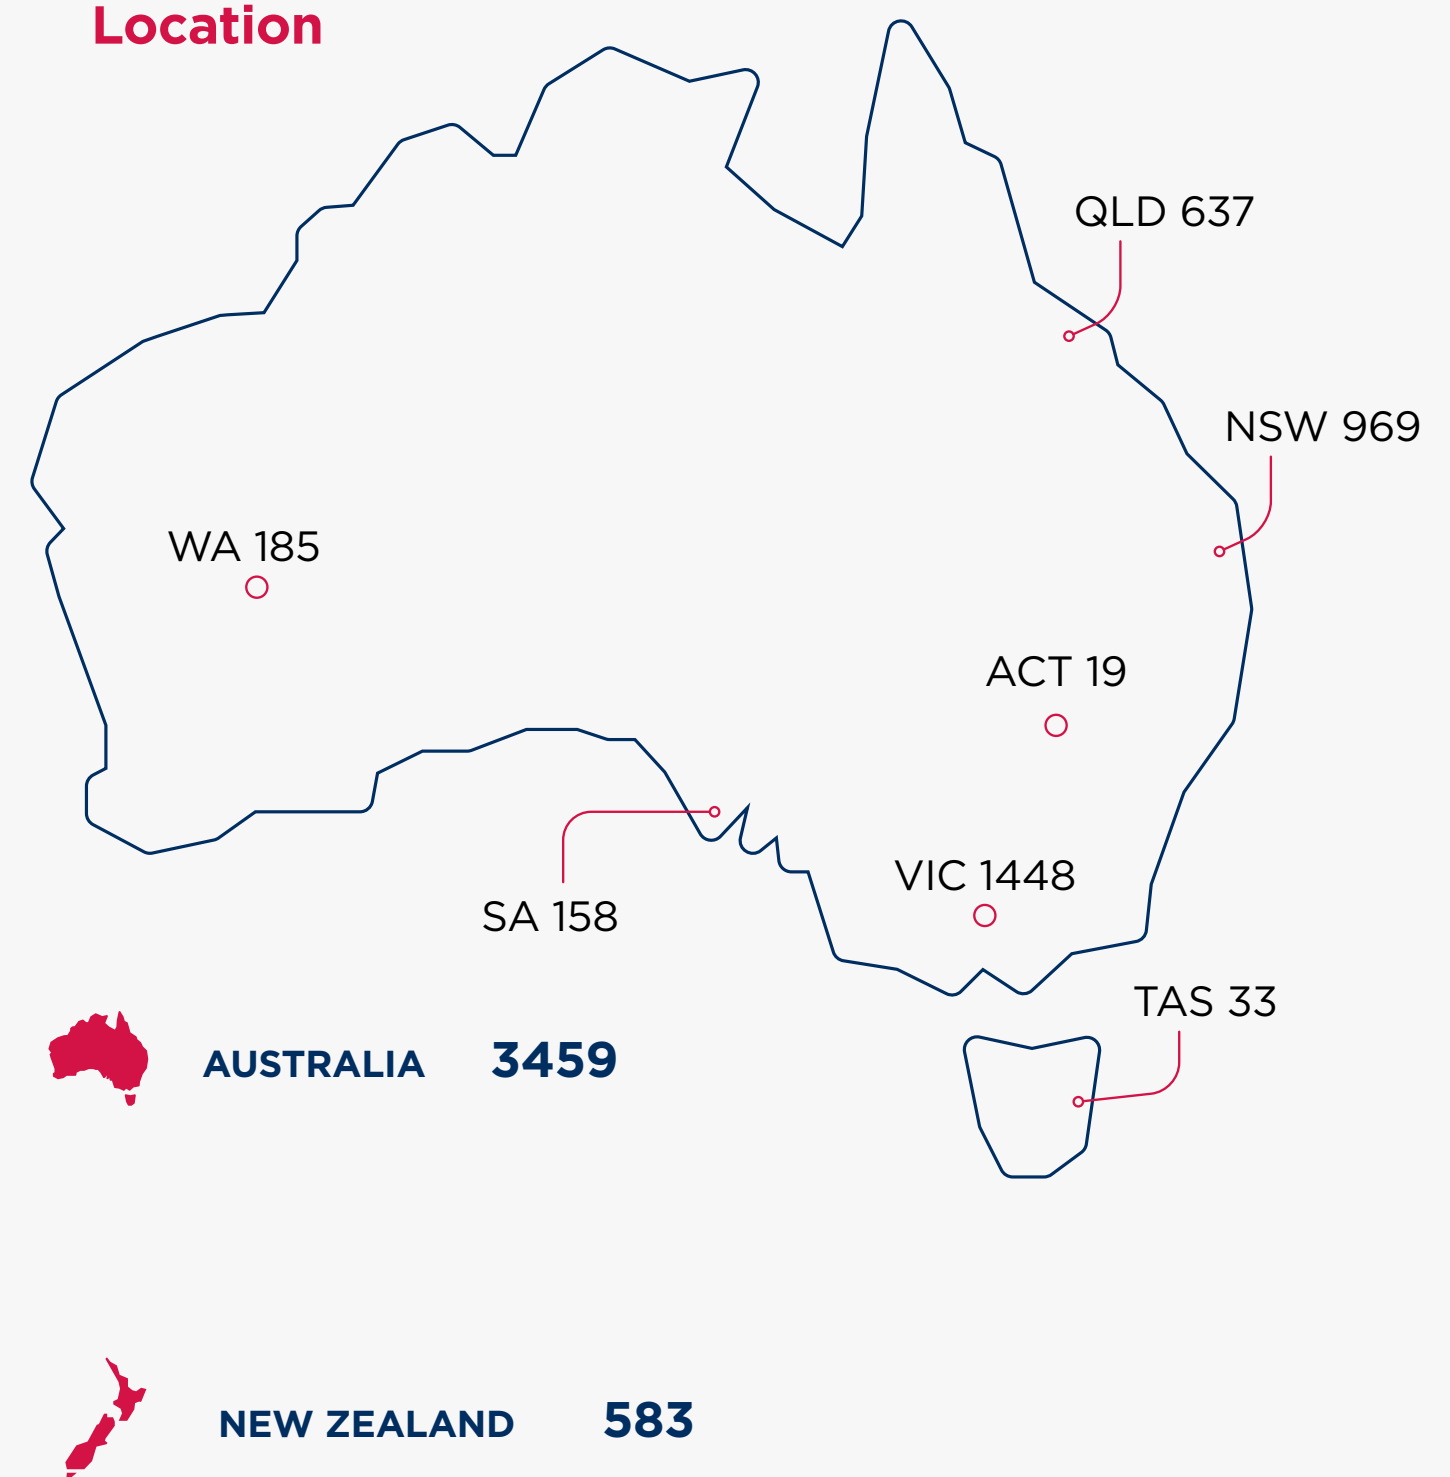 Location
QLD 637
NSW 969
WA 185
ACT 19
VIC 1448
SA 158
TAS 33
AUSTRALIA 3459
NEW ZEALAND 583